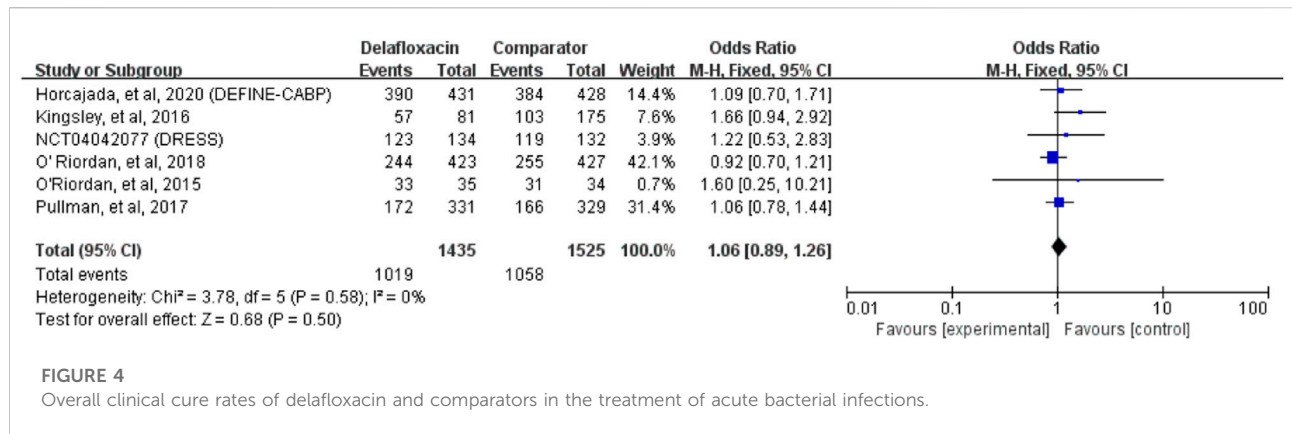 Delafloxacin Comparator Odds Ratio Odds Ratio
Study or Subgroup Events Total Events Total Weight M-H, Fixed, 95% CI M-H, Fixed, 95% CI
Horcajada, et al, 2020 (DEFINE-CABP) 390 431 384 428 14.4% 1.09 [0.70, 1.71]
Kingsley, et al, 2016 57 81 103 175 7.6% 1.66 [0.94, 2.92]
NCT04042077 (DRESS) 123 134 119 132 3.9% 1.22 [0.53, 2.83]
O' Riordan, et al, 2018 244 423 255 427 42.1% 0.92 [0.70, 1.21]
O'Riordan, et al, 2015 33 35 31 34 0.7% 1.60 [0.25, 10.21]
Pullman, et al, 2017 172 331 166 329 31.4% 1.06 [0.78, 1.44]
Total (95% CI) 1435 1525 100.0% 1.06 [0.89, 1.26]
Total events 1019 1058
Heterogeneity: Chi² = 3.78, df = 5 (P = 0.58); I² = 0%
Test for overall effect: Z = 0.68 (P = 0.50)
0.01 0.1 1 10 100
Favours [experimental] Favours [control]
FIGURE 4
Overall clinical cure rates of delafloxacin and comparators in the treatment of acute bacterial infections.